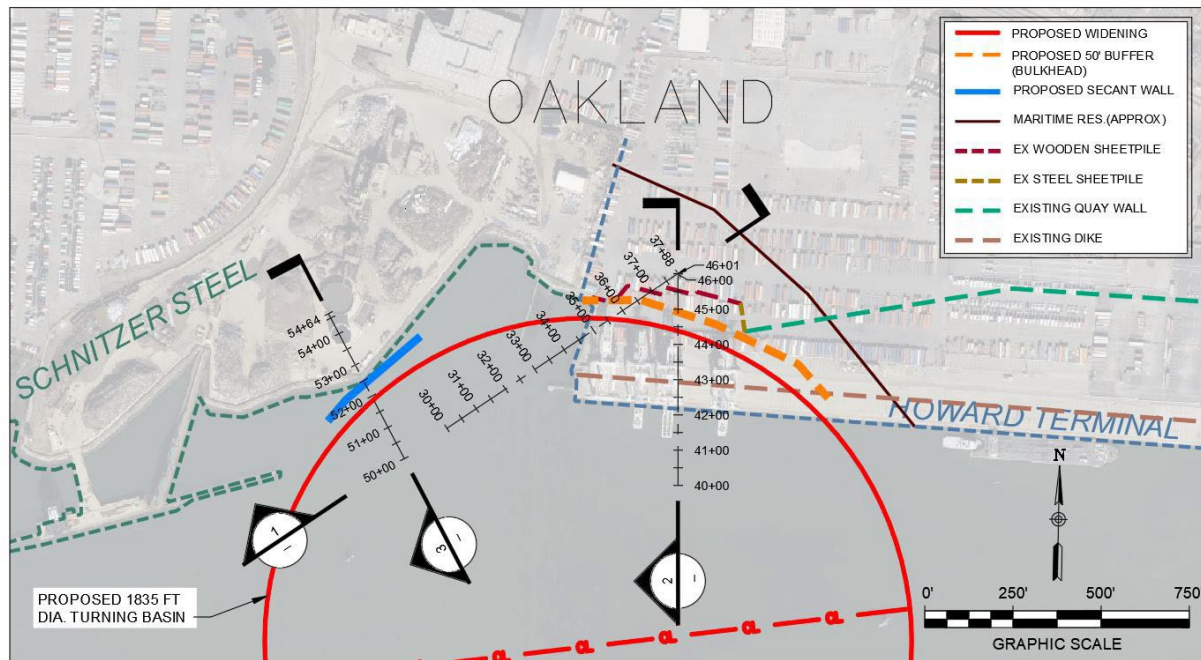 OAKLAND
PROPOSED WIDENING
PROPOSED 50' BUFFER
(BULKHEAD)
PROPOSED SECANT WALL
MARITIME RES.(APPROX)
EX WOODEN SHEETPILE
EX STEEL SHEETPILE
EXISTING QUAY WALL
EXISTING DIKE
SCHNITZER STEEL
54+64
54+00
53+00
52+00
51+00
50+00
30+00
31+00
32+00
33+00
34+00
35+00
36+00
37+00
37+88
46+01
46+00
45+00
44+00
43+00
42+00
41+00
40+00
HOWARD TERMINAL
N
1
–
3
–
2
–
PROPOSED 1835 FT
DIA. TURNING BASIN
CL
CL
CL
CL
0' 250' 500' 750'
GRAPHIC SCALE